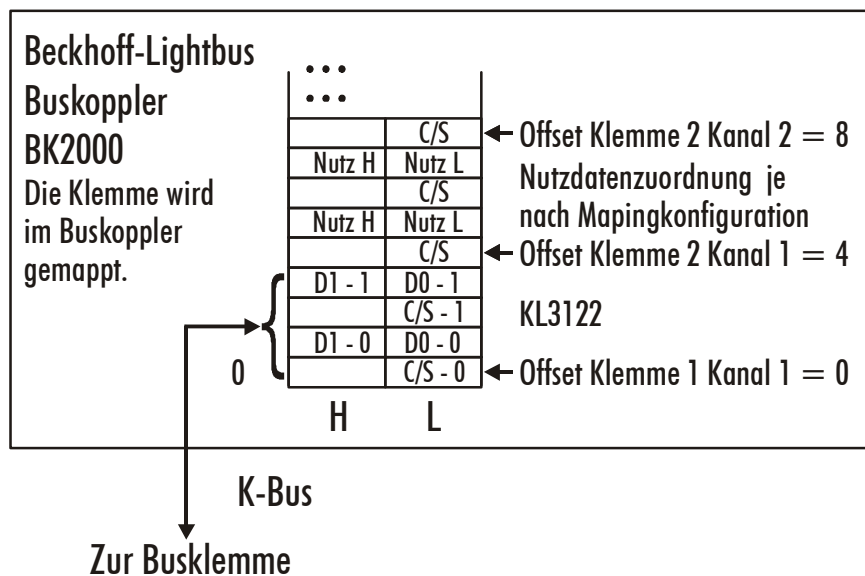 Beckhoff-Lightbus
Buskoppler
BK2000
Die Klemme wird
im Buskoppler
gemappt.
•••
•••
C/S
Offset Klemme 2 Kanal 2 = 8
Nutz H Nutz L
Nutzdatenzuordnung je
C/S
nach Mapingkonfiguration
Nutz H Nutz L
C/S
Offset Klemme 2 Kanal 1 = 4
D1 - 1 D0 - 1
C/S - 1
KL3122
D1 - 0 D0 - 0
0 C/S - 0
Offset Klemme 1 Kanal 1 = 0
H L
K-Bus
Zur Busklemme